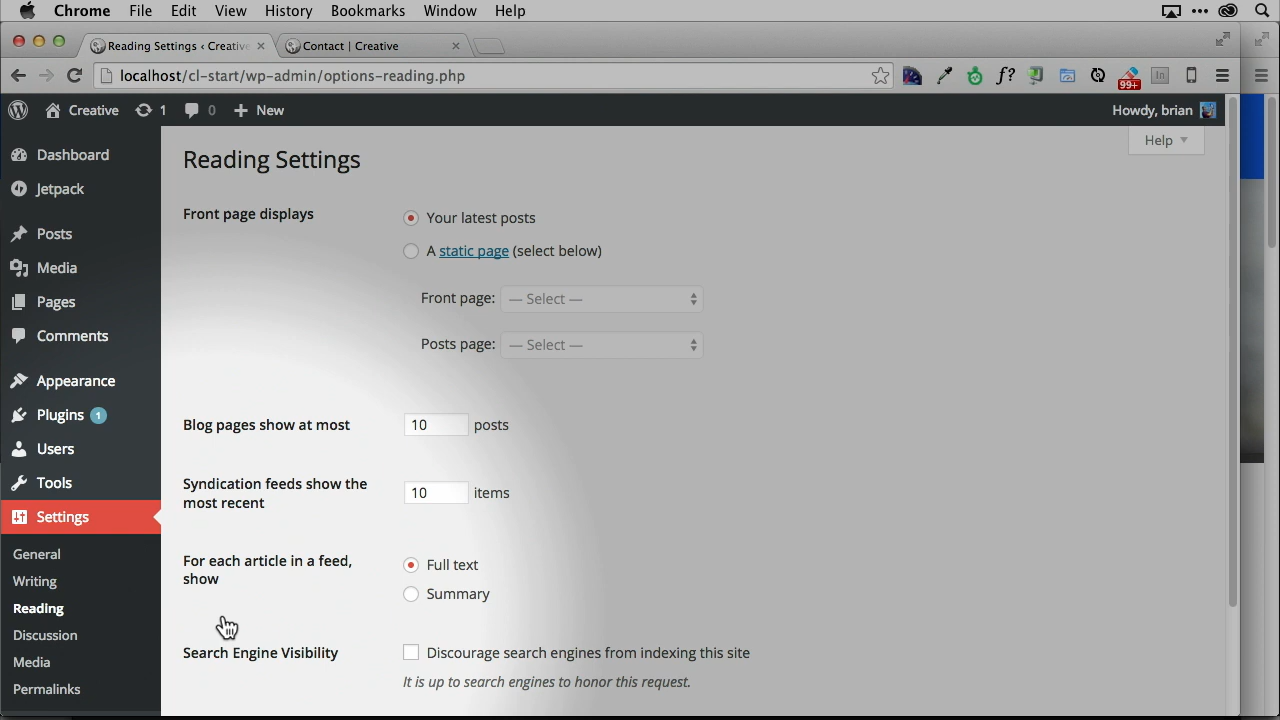 Chrome File Edit View History Bookmarks Window Help
Reading Settings ‹ Creative
Contact | Creative
localhost/cl-start/wp-admin/options-reading.php
f?
99+
In
Creative 1 0 New
Howdy, brian
Help
Dashboard
Jetpack
Posts
Media
Pages
Comments
Appearance
Plugins 1
Users
Tools
Settings
General
Writing
Reading
Discussion
Media
Permalinks
Reading Settings
Front page displays
Your latest posts
A static page (select below)
Front page: — Select —
Posts page: — Select —
Blog pages show at most 10 posts
Syndication feeds show the
most recent
10 items
For each article in a feed,
show
Full text
Summary
Search Engine Visibility
Discourage search engines from indexing this site
It is up to search engines to honor this request.